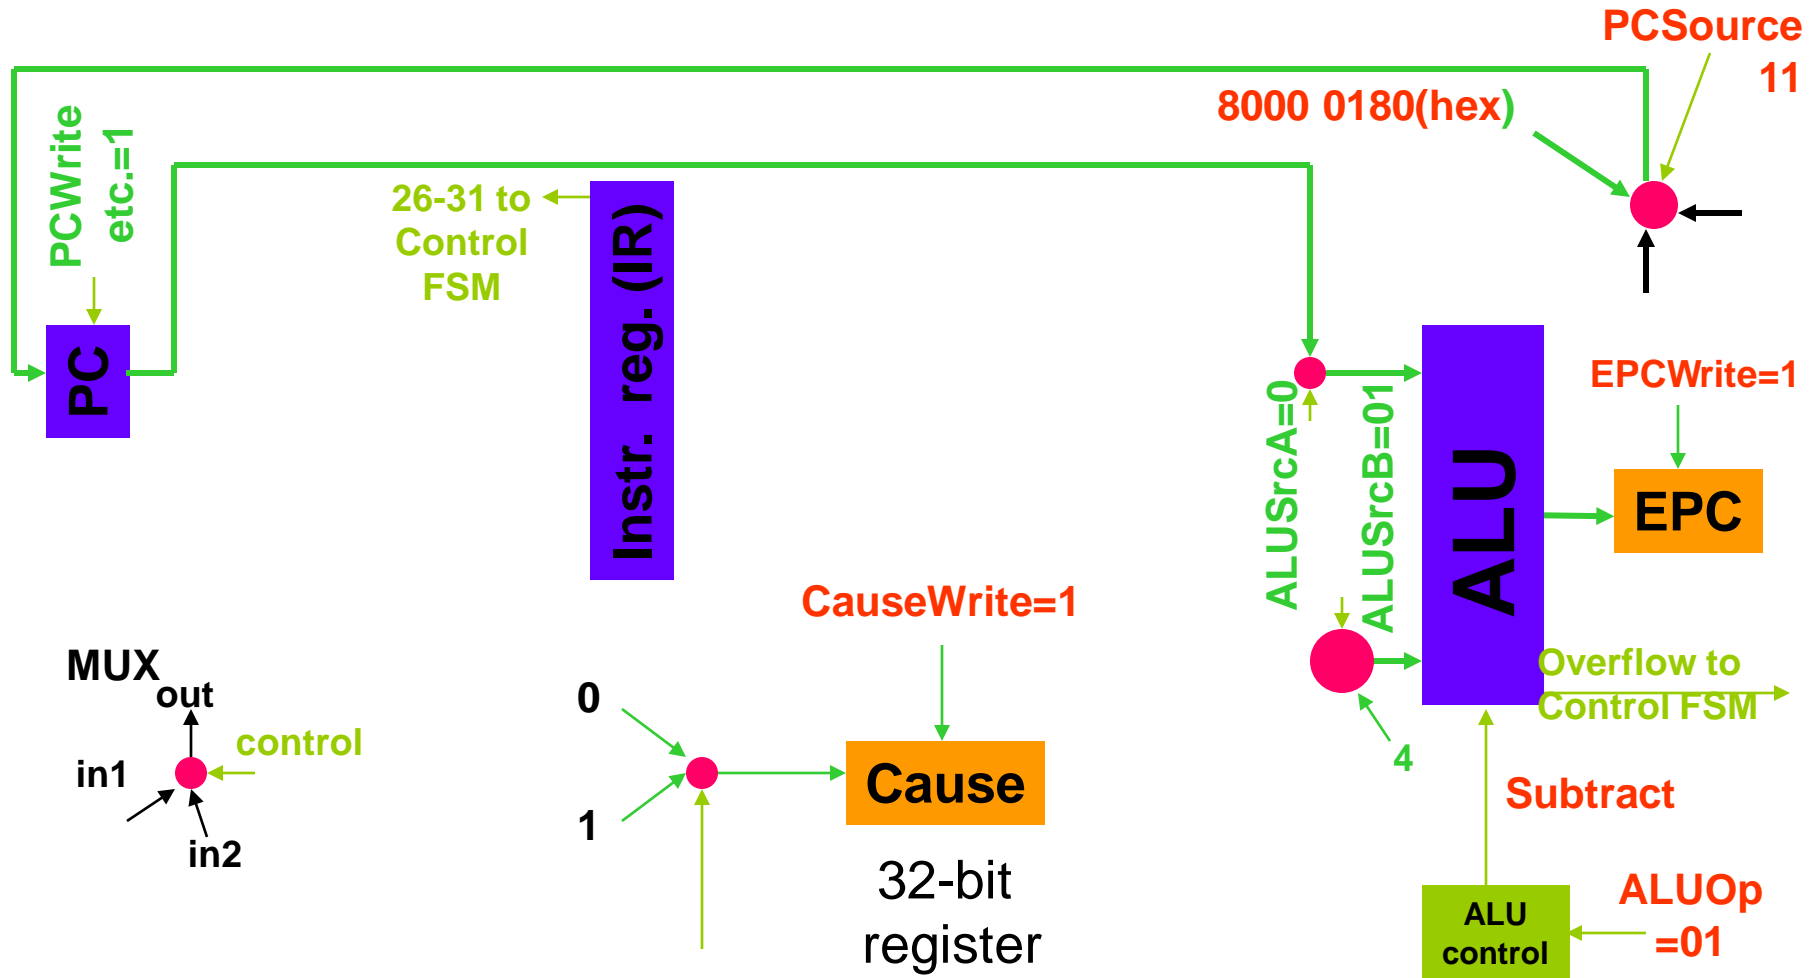 PCSource
11
8000 0180(hex)
PCWrite
etc.=1
26-31 to
Control
FSM
Instr. reg. (IR)
PC
ALUSrcA=0
ALUSrcB=01
ALU
EPCWrite=1
EPC
CauseWrite=1
MUX
out
control
in1
in2
0
1
Cause
32-bit
register
4
Overflow to
Control FSM
Subtract
ALU
control
ALUOp
=01